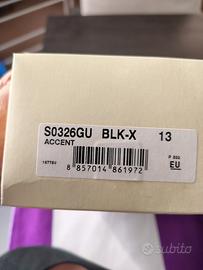 S0326GU BLK-X 13
ACCENT
EU
8 857014 861972
subito